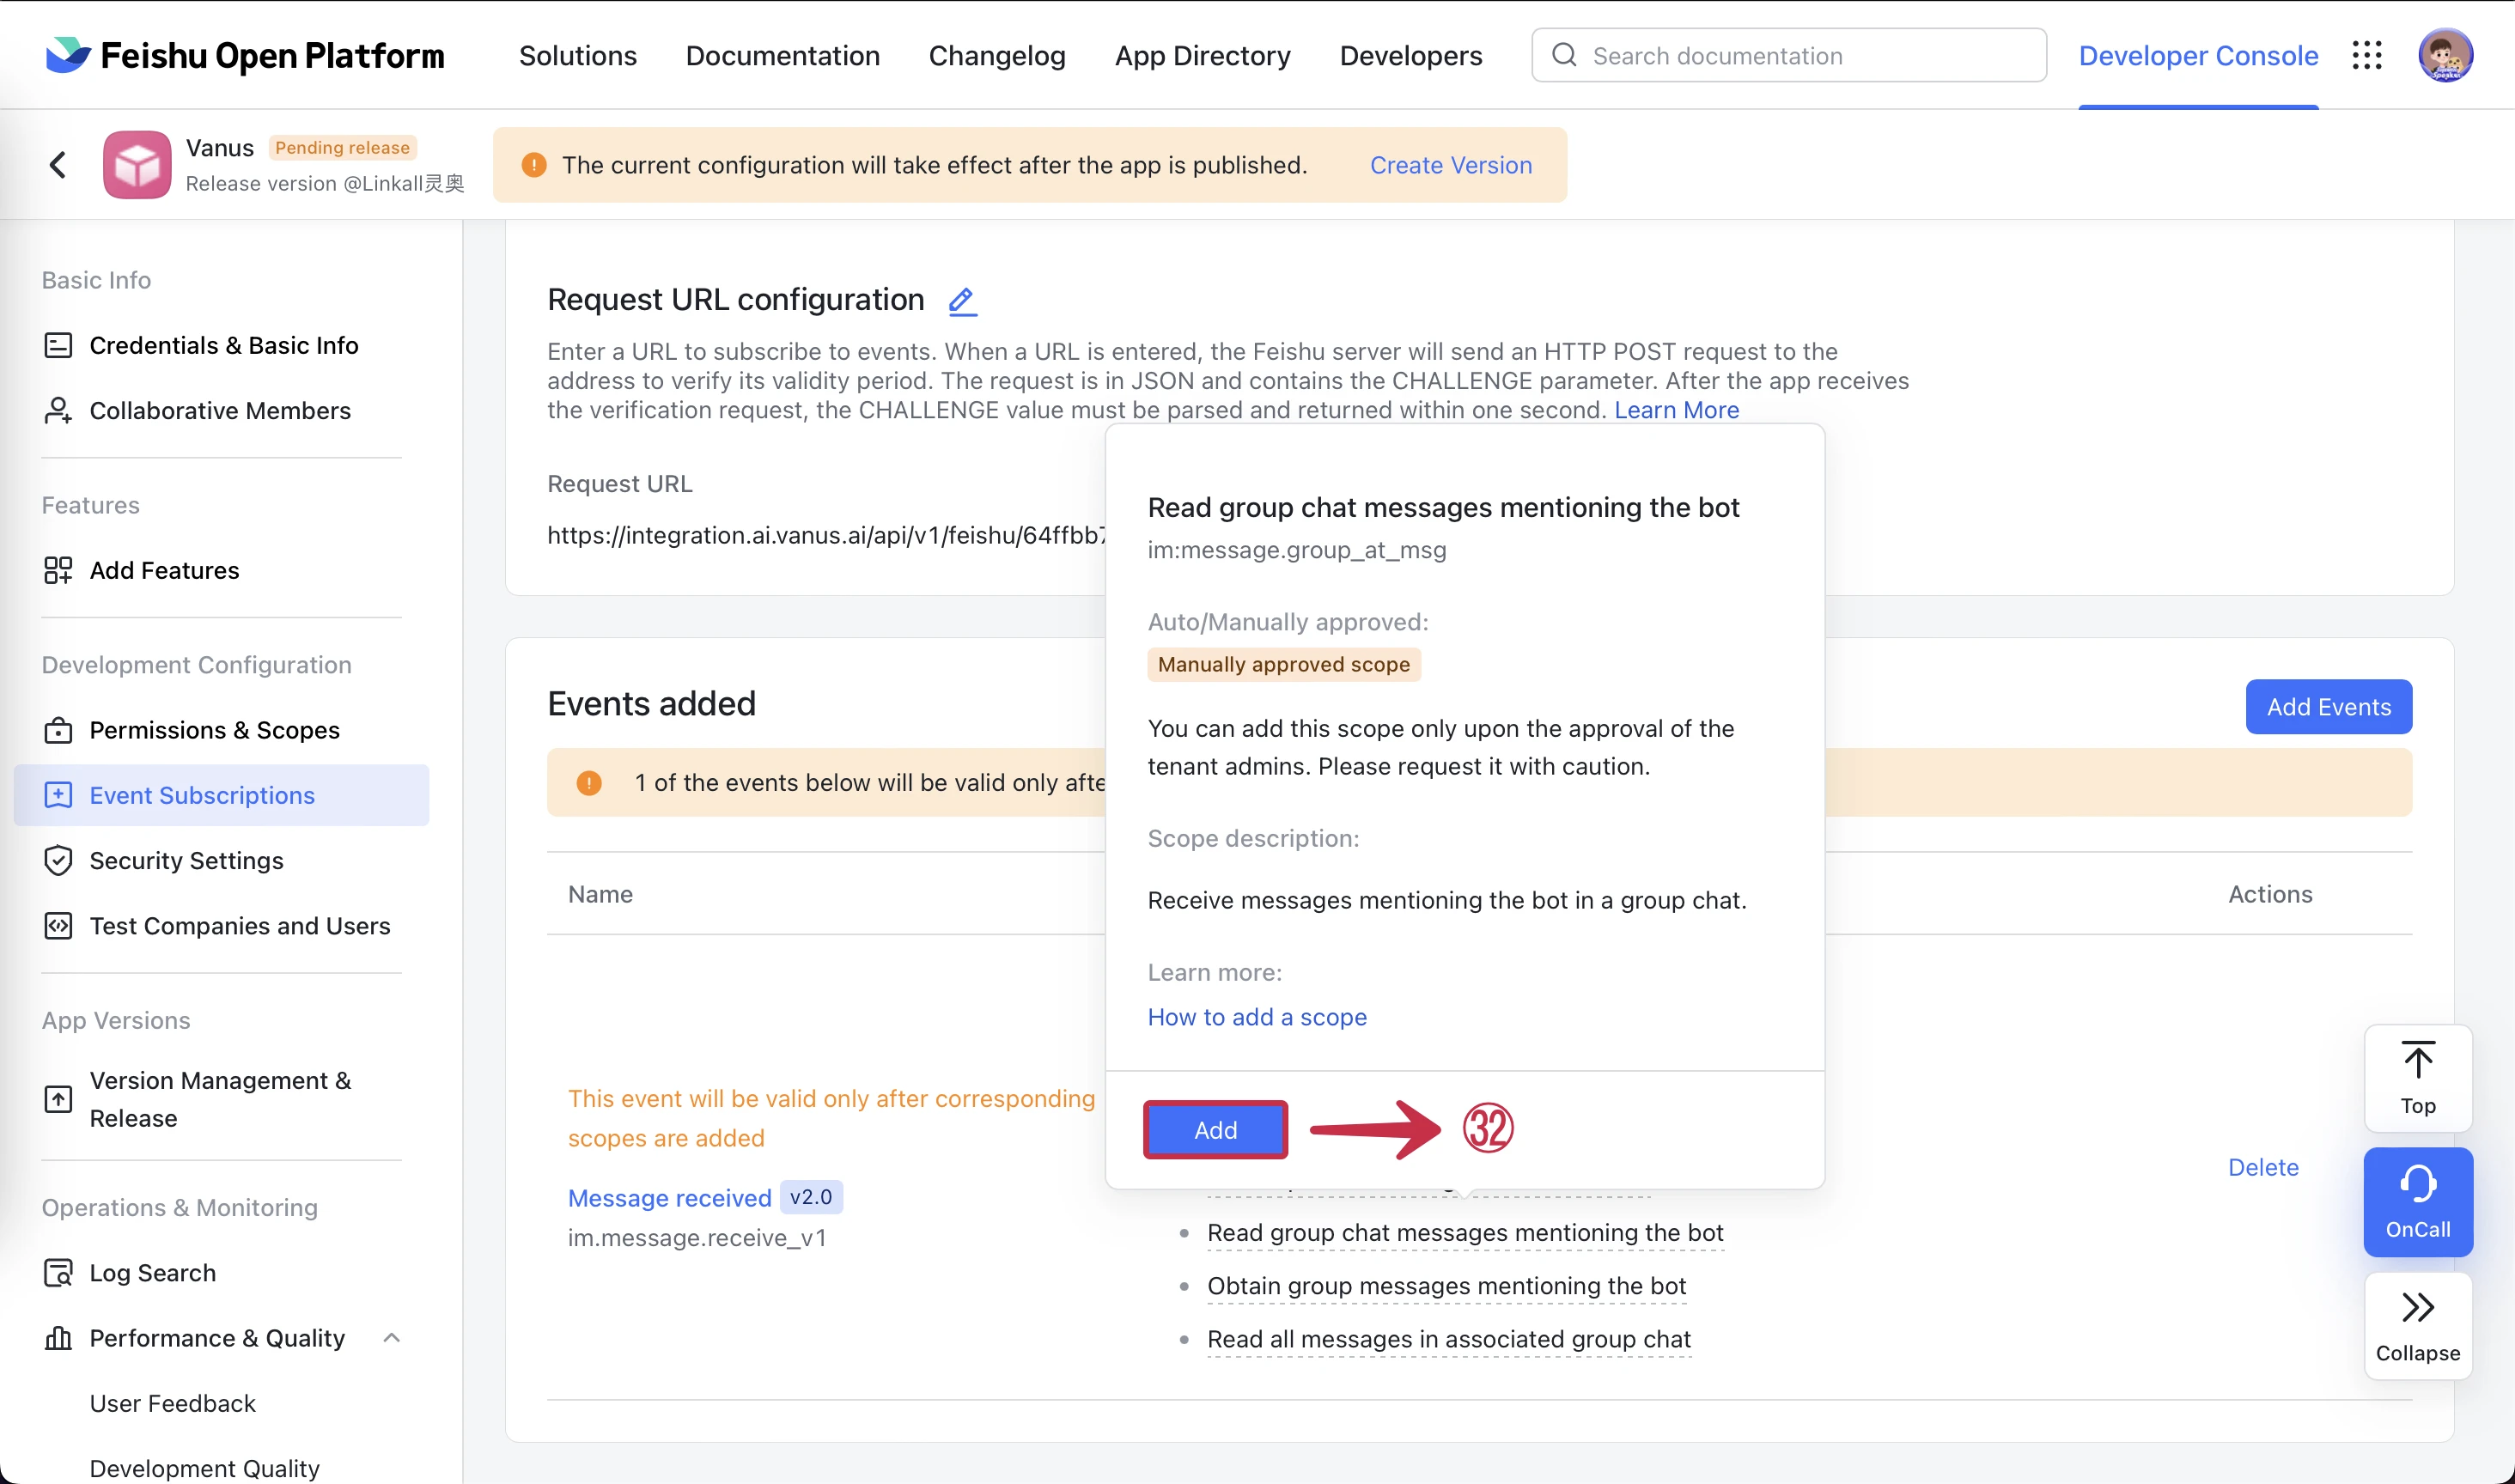 Feishu Open Platform
Solutions
Documentation
Changelog
App Directory
Developers
Search documentation
Developer Console
Vanus
Pending release
Release version @Linkall灵奥
The current configuration will take effect after the app is published.
Create Version
Basic Info
Credentials & Basic Info
Collaborative Members
Features
Add Features
Development Configuration
Permissions & Scopes
Event Subscriptions
Security Settings
Test Companies and Users
App Versions
Version Management &
Release
Operations & Monitoring
Log Search
Performance & Quality
User Feedback
Development Quality
Request URL configuration
Enter a URL to subscribe to events. When a URL is entered, the Feishu server will send an HTTP POST request to the
address to verify its validity period. The request is in JSON and contains the CHALLENGE parameter. After the app receives
the verification request, the CHALLENGE value must be parsed and returned within one second. Learn More
Request URL
https://integration.ai.vanus.ai/api/v1/feishu/64ffbb7
Read group chat messages mentioning the bot
im:message.group_at_msg
Auto/Manually approved:
Manually approved scope
You can add this scope only upon the approval of the
tenant admins. Please request it with caution.
Scope description:
Receive messages mentioning the bot in a group chat.
Learn more:
How to add a scope
Add
㉜
Events added
Add Events
1 of the events below will be valid only afte
Name
Actions
This event will be valid only after corresponding
scopes are added
Message received v2.0
im.message.receive_v1
Read group chat messages mentioning the bot
Obtain group messages mentioning the bot
Read all messages in associated group chat
Delete
Top
OnCall
Collapse